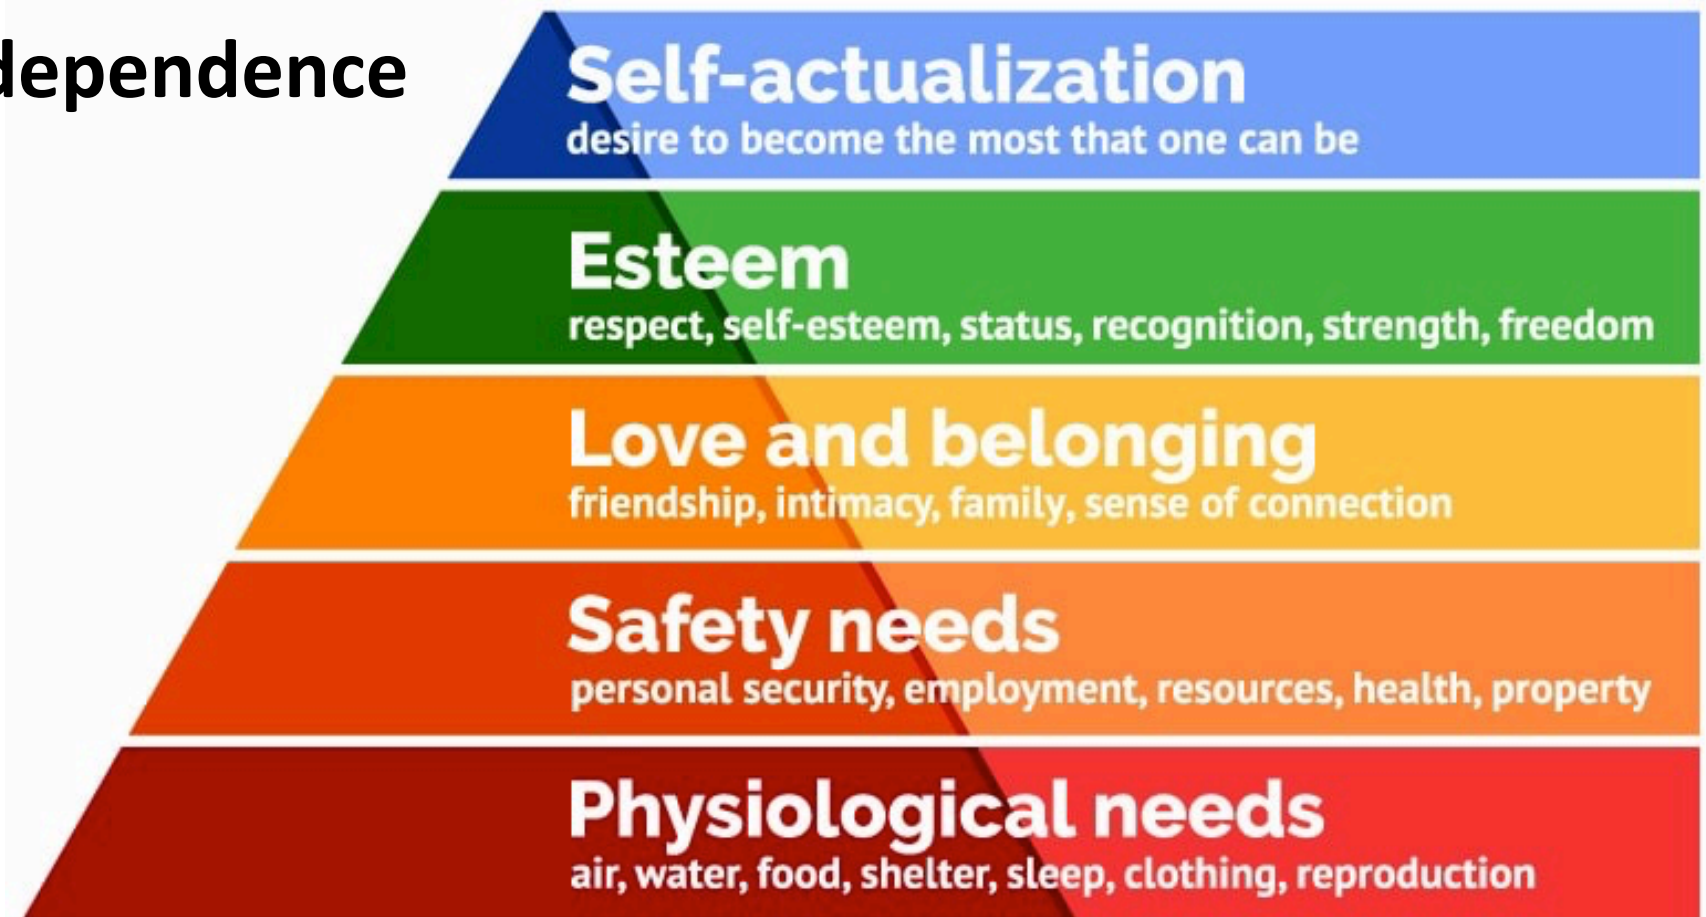 dependence
Self-actualization
desire to become the most that one can be
Esteem
respect, self-esteem, status, recognition, strength, freedom
Love and belonging
friendship, intimacy, family, sense of connection
Safety needs
personal security, employment, resources, health, property
Physiological needs
air, water, food, shelter, sleep, clothing, reproduction